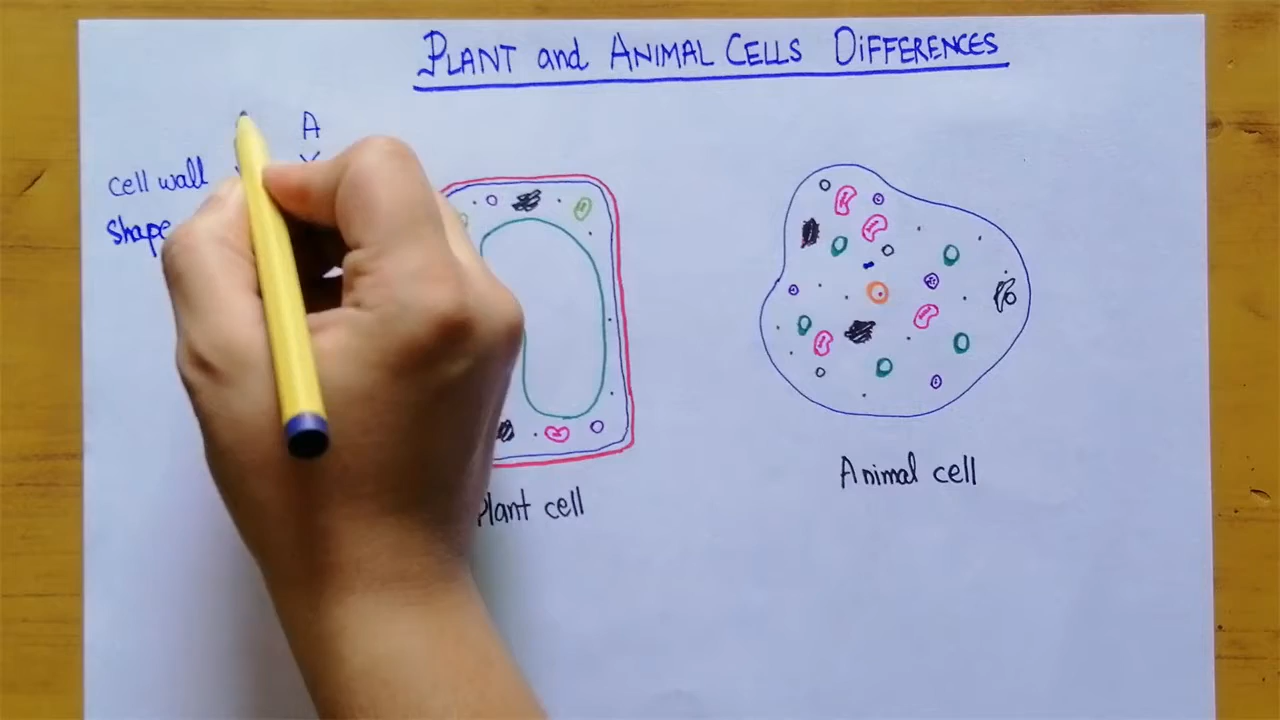 PLANT and ANIMAL CELLS DIFFERENCES
A
cell wall
shape
Plant cell
Animal cell